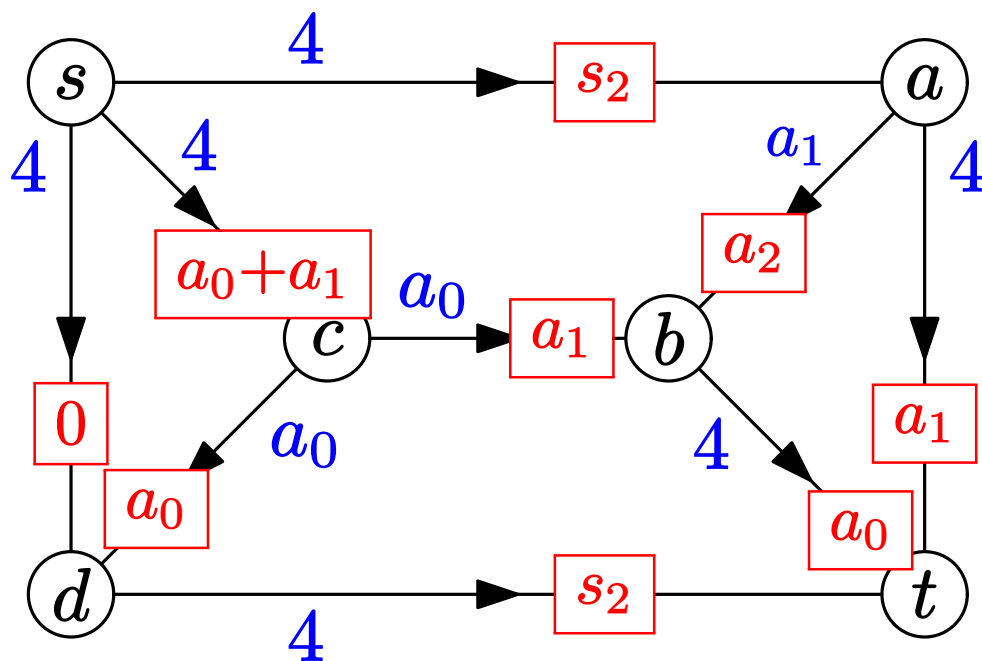 4
s s₂ a
4 4 a₁ 4
a₀+a₁ a₂
a₀
c a₁ b
0 a₁
a₀ 4
a₀ a₀
d s₂ t
4